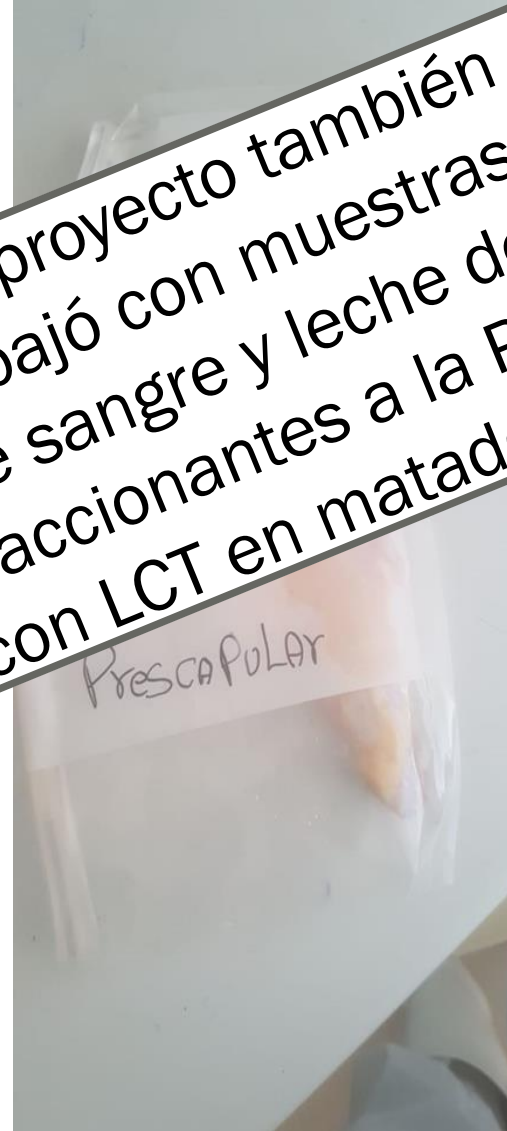 proyecto también
bajó con muestras
e sangre y leche de
accionantes a la P
con LCT en matad
PrescaPuLAr